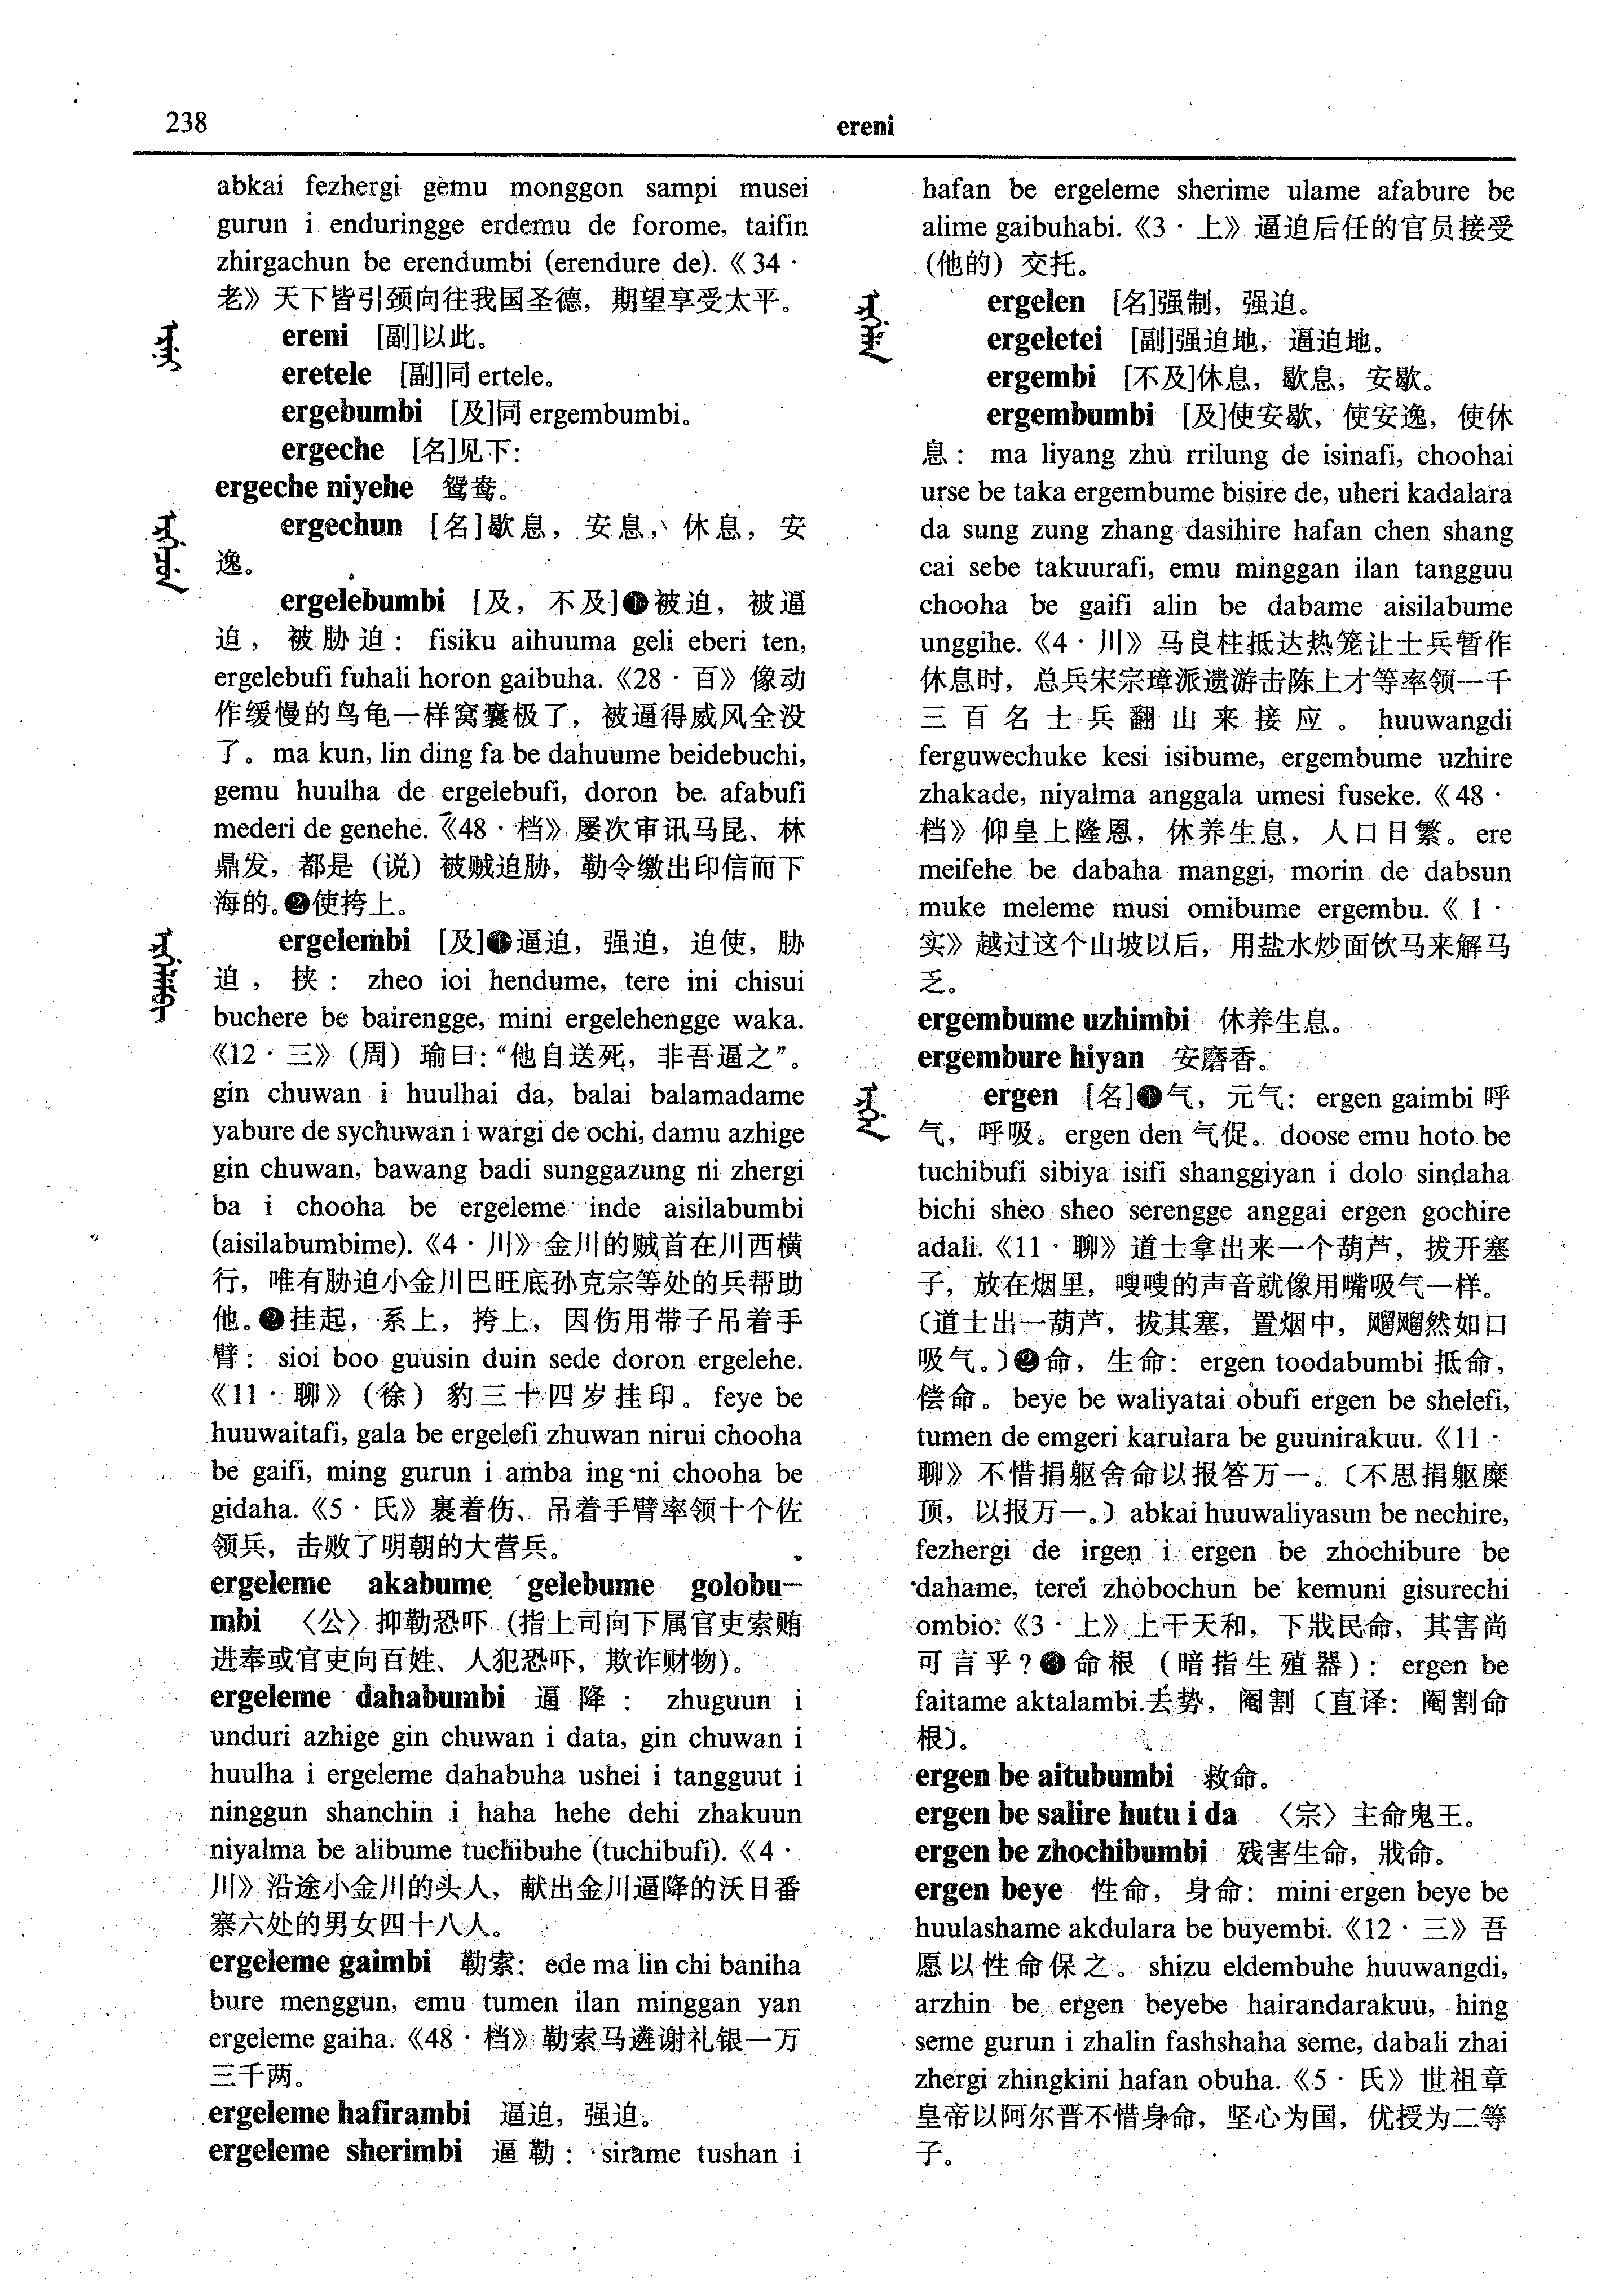 238
ereni
abkai fezhergi gemu monggon sampi musei
gurun i enduringge erdemu de forome, taifin
zhirgachun be erendumbi (erendure de).《34·
老》天下皆引颈向往我国圣德，期望享受太平。
ereni [副]以此。
eretele [副]同 ertele。
ergebumbi [及]同 ergembumbi。
ergeche [名]见下:
ergeche niyehe 鸳鸯。
ergechun [名]歇息，安息，休息，安
逸。
ergelebumbi [及，不及]❶被迫，被逼
迫，被胁迫: fisiku aihuuma geli eberi ten,
ergelebufi fuhali horon gaibuha.《28·百》像动
作缓慢的鸟龟一样窝囊极了，被逼得威风全没
了。ma kun, lin ding fa be dahuume beidebuchi,
gemu huulha de ergelebufi, doron be afabufi
mederi de genehe.《48·档》屡次审讯马昆、林
鼎发，都是（说）被贼迫胁，勒令缴出印信而下
海的。❷使挎上。
ergelembi [及]❶逼迫，强迫，迫使，胁
迫，挟: zheo ioi hendume, tere ini chisui
buchere be bairengge, mini ergelehengge waka.
《12·三》(周) 瑜曰:“他自送死，非吾逼之”。
gin chuwan i huulhai da, balai balamadame
yabure de sychuwan i wargi de ochi, damu azhige
gin chuwan, bawang badi sunggazung ni zhergi
ba i chooha be ergeleme inde aisilabumbi
(aisilabumbime).《4·川》金川的贼首在川西横
行，唯有胁迫小金川巴旺底孙克宗等处的兵帮助
他。❷挂起，系上，挎上，因伤用带子吊着手
臂: sioi boo guusin duin sede doron ergelehe.
《11·聊》（徐）豹三十四岁挂印。feye be
huuwaitafi, gala be ergelefi zhuwan nirui chooha
be gaifi, ming gurun i amba ing ni chooha be
gidaha.《5·氏》裹着伤、吊着手臂率领十个佐
领兵，击败了明朝的大营兵。
ergeleme akabume gelebume golobu-
mbi 〈公〉抑勒恐吓（指上司向下属官吏索贿
进奉或官吏向百姓、人犯恐吓，欺诈财物）。
ergeleme dahabumbi 逼降: zhuguun i
unduri azhige gin chuwan i data, gin chuwan i
huulha i ergeleme dahabuha ushei i tangguut i
ninggun shanchin i haha hehe dehi zhakuun
niyalma be alibume tuchibuhe (tuchibufi).《4·
川》沿途小金川的头人，献出金川逼降的沃日番
寨六处的男女四十八人。
ergeleme gaimbi 勒索: ede ma lin chi baniha
bure menggun, emu tumen ilan minggan yan
ergeleme gaiha.《48·档》勒索马遴谢礼银一万
三千两。
ergeleme hafirambi 逼迫，强迫。
ergeleme sherimbi 逼勒: sirame tushan i
hafan be ergeleme sherime ulame afabure be
alime gaibuhabi.《3·上》逼迫后任的官员接受
（他的）交托。
ergelen [名]强制，强迫。
ergeletei [副]强迫地，逼迫地。
ergembi [不及]休息，歇息，安歇。
ergembumbi [及]使安歇，使安逸，使休
息: ma liyang zhu rrilung de isinafi, choohai
urse be taka ergembume bisire de, uheri kadalara
da sung zung zhang dasihire hafan chen shang
cai sebe takuurafi, emu minggan ilan tangguu
chooha be gaifi alin be dabame aisilabume
unggihe.《4·川》马良柱抵达热笼让士兵暂作
休息时，总兵宋宗璋派遗游击陈上才等率领一千
三百名士兵翻山来接应。huuwangdi
ferguwechuke kesi isibume, ergembume uzhire
zhakade, niyalma anggala umesi fuseke.《48·
档》仰皇上隆恩，休养生息，人口日繁。ere
meifehe be dabaha manggi, morin de dabsun
muke meleme musi omibume ergembu.《1·
实》越过这个山坡以后，用盐水炒面饮马来解马
乏。
ergembume uzhimbi 休养生息。
ergembure hiyan 安磨香。
ergen [名]❶气，元气: ergen gaimbi 呼
气，呼吸。ergen den 气促。doose emu hoto be
tuchibufi sibiya isifi shanggiyan i dolo sindaha
bichi sheo sheo serengge anggai ergen gochire
adali.《11·聊》道士拿出来一个葫芦，拔开塞
子，放在烟里，嗖嗖的声音就像用嘴吸气一样。
〔道士出一葫芦，拔其塞，置烟中，飀飀然如口
吸气。〕❷命，生命: ergen toodabumbi 抵命，
偿命。beye be waliyatai obufi ergen be shelefi,
tumen de emgeri karulara be guunirakuu.《11·
聊》不惜捐躯舍命以报答万一。〔不思捐躯糜
顶，以报万一。〕abkai huuwaliyasun be nechire,
fezhergi de irgen i ergen be zhochibure be
dahame, terei zhobochun be kemuni gisurechi
ombio:《3·上》上干天和，下戕民命，其害尚
可言乎？❸命根（暗指生殖器）: ergen be
faitame aktalambi.去势，阉割〔直译: 阉割命
根〕。
ergen be aitubumbi 救命。
ergen be salire hutu i da 〈宗〉主命鬼王。
ergen be zhochibumbi 残害生命，戕命。
ergen beye 性命，身命: mini ergen beye be
huulashame akdulara be buyembi.《12·三》吾
愿以性命保之。shizu eldembuhe huuwangdi,
arzhin be ergen beyebe hairandarakuu, hing
seme gurun i zhalin fashshaha seme, dabali zhai
zhergi zhingkini hafan obuha.《5·氏》世祖章
皇帝以阿尔晋不惜身命，坚心为国，优授为二等
子。